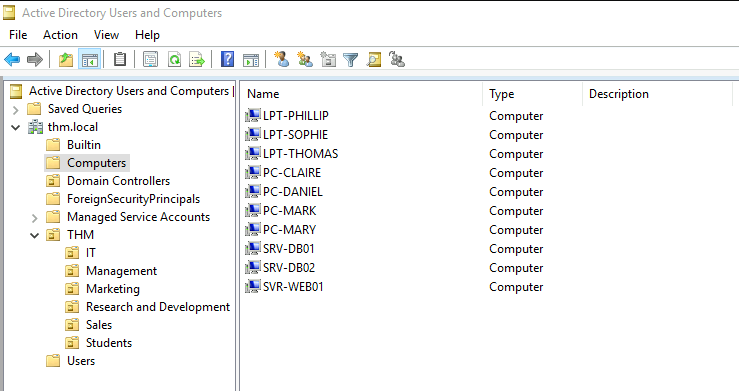 Active Directory Users and Computers
File Action View Help
Active Directory Users and Computers [
Saved Queries
thm.local
Builtin
Computers
Domain Controllers
ForeignSecurityPrincipals
Managed Service Accounts
THM
IT
Management
Marketing
Research and Development
Sales
Students
Users
Name Type Description
LPT-PHILLIP Computer
LPT-SOPHIE Computer
LPT-THOMAS Computer
PC-CLAIRE Computer
PC-DANIEL Computer
PC-MARK Computer
PC-MARY Computer
SRV-DB01 Computer
SRV-DB02 Computer
SVR-WEB01 Computer